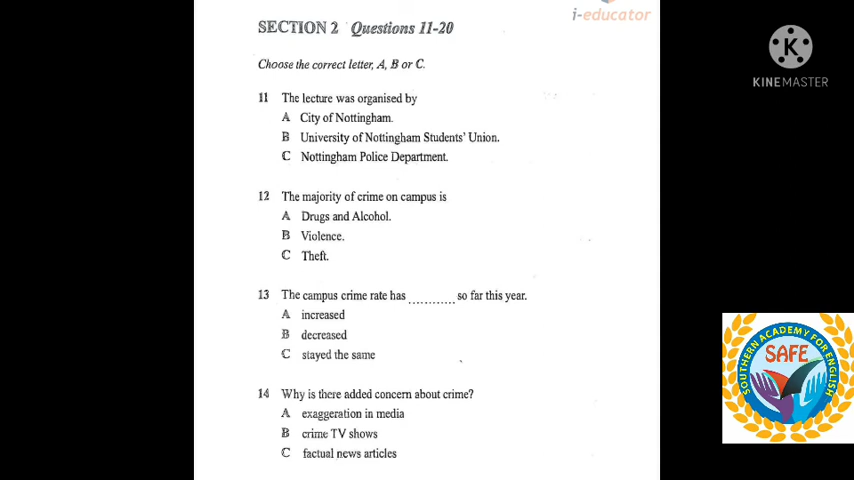 i-educator
SECTION 2 Questions 11-20
KINEMASTER
Choose the correct letter, A, B or C.
11 The lecture was organised by
A City of Nottingham.
B University of Nottingham Students' Union.
C Nottingham Police Department.
12 The majority of crime on campus is
A Drugs and Alcohol.
B Violence.
C Theft.
13 The campus crime rate has ............ so far this year.
A increased
B decreased
C stayed the same
14 Why is there added concern about crime?
A exaggeration in media
B crime TV shows
C factual news articles
SOUTHERN ACADEMY FOR ENGLISH
SAFE